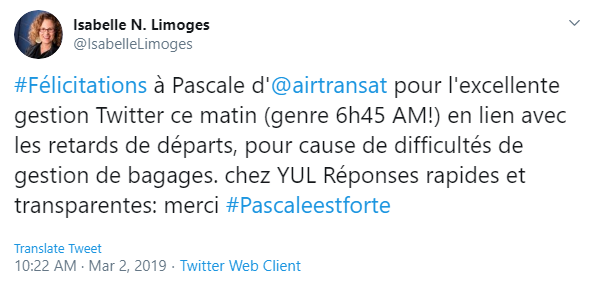 Isabelle N. Limoges
@IsabelleLimoges
#Félicitations à Pascale d'@airtransat pour l'excellente
gestion Twitter ce matin (genre 6h45 AM!) en lien avec
les retards de départs, pour cause de difficultés de
gestion de bagages. chez YUL Réponses rapides et
transparentes: merci #Pascaleestforte
Translate Tweet
10:22 AM · Mar 2, 2019 · Twitter Web Client